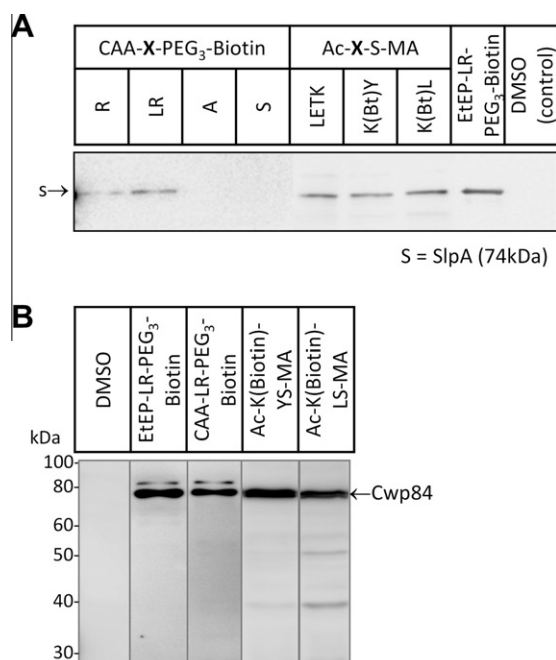 A
CAA-X-PEG₃-Biotin
Ac-X-S-MA
R
LR
A
S
LETK
K(Bt)Y
K(Bt)L
EtEP-LR-
PEG₃-Biotin
DMSO
(control)
s→
S = SlpA (74kDa)
B
DMSO
EtEP-LR-PEG₃-
Biotin
CAA-LR-PEG₃-
Biotin
Ac-K(Biotin)-
YS-MA
Ac-K(Biotin)-
LS-MA
kDa
100
80
60
50
40
30
←Cwp84